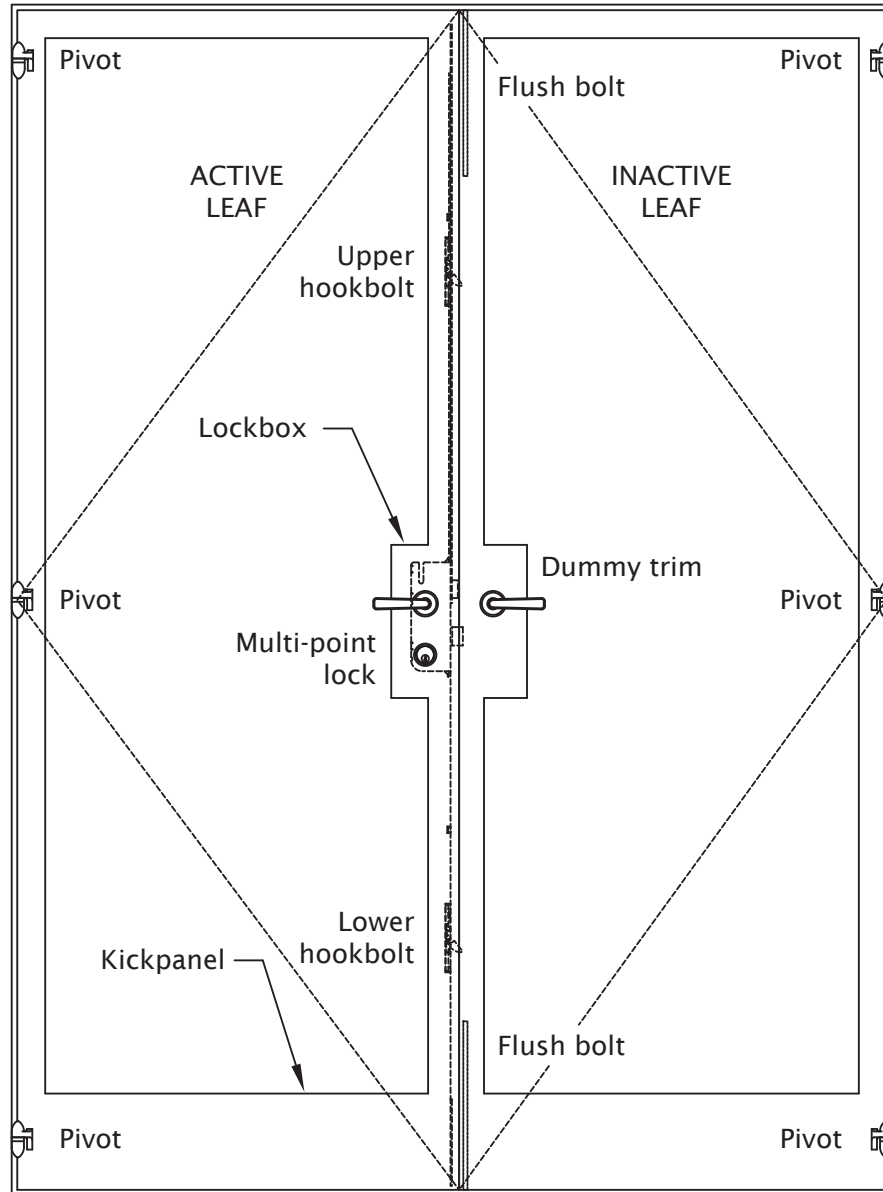 Pivot
Pivot
Flush bolt
ACTIVE
LEAF
INACTIVE
LEAF
Upper
hookbolt
Lockbox
Dummy trim
Pivot
Pivot
Multi-point
lock
Lower
hookbolt
Kickpanel
Flush bolt
Pivot
Pivot